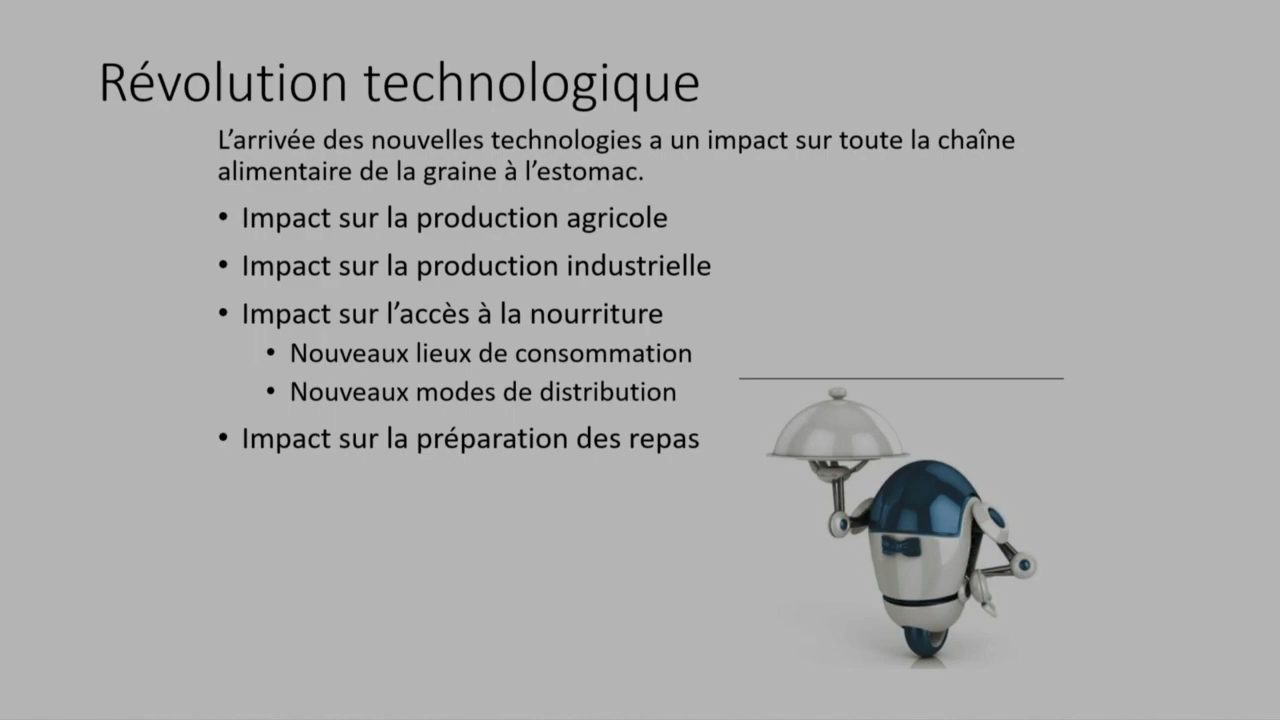 Révolution technologique
L’arrivée des nouvelles technologies a un impact sur toute la chaîne
alimentaire de la graine à l’estomac.
• Impact sur la production agricole
• Impact sur la production industrielle
• Impact sur l’accès à la nourriture
• Nouveaux lieux de consommation
• Nouveaux modes de distribution
• Impact sur la préparation des repas